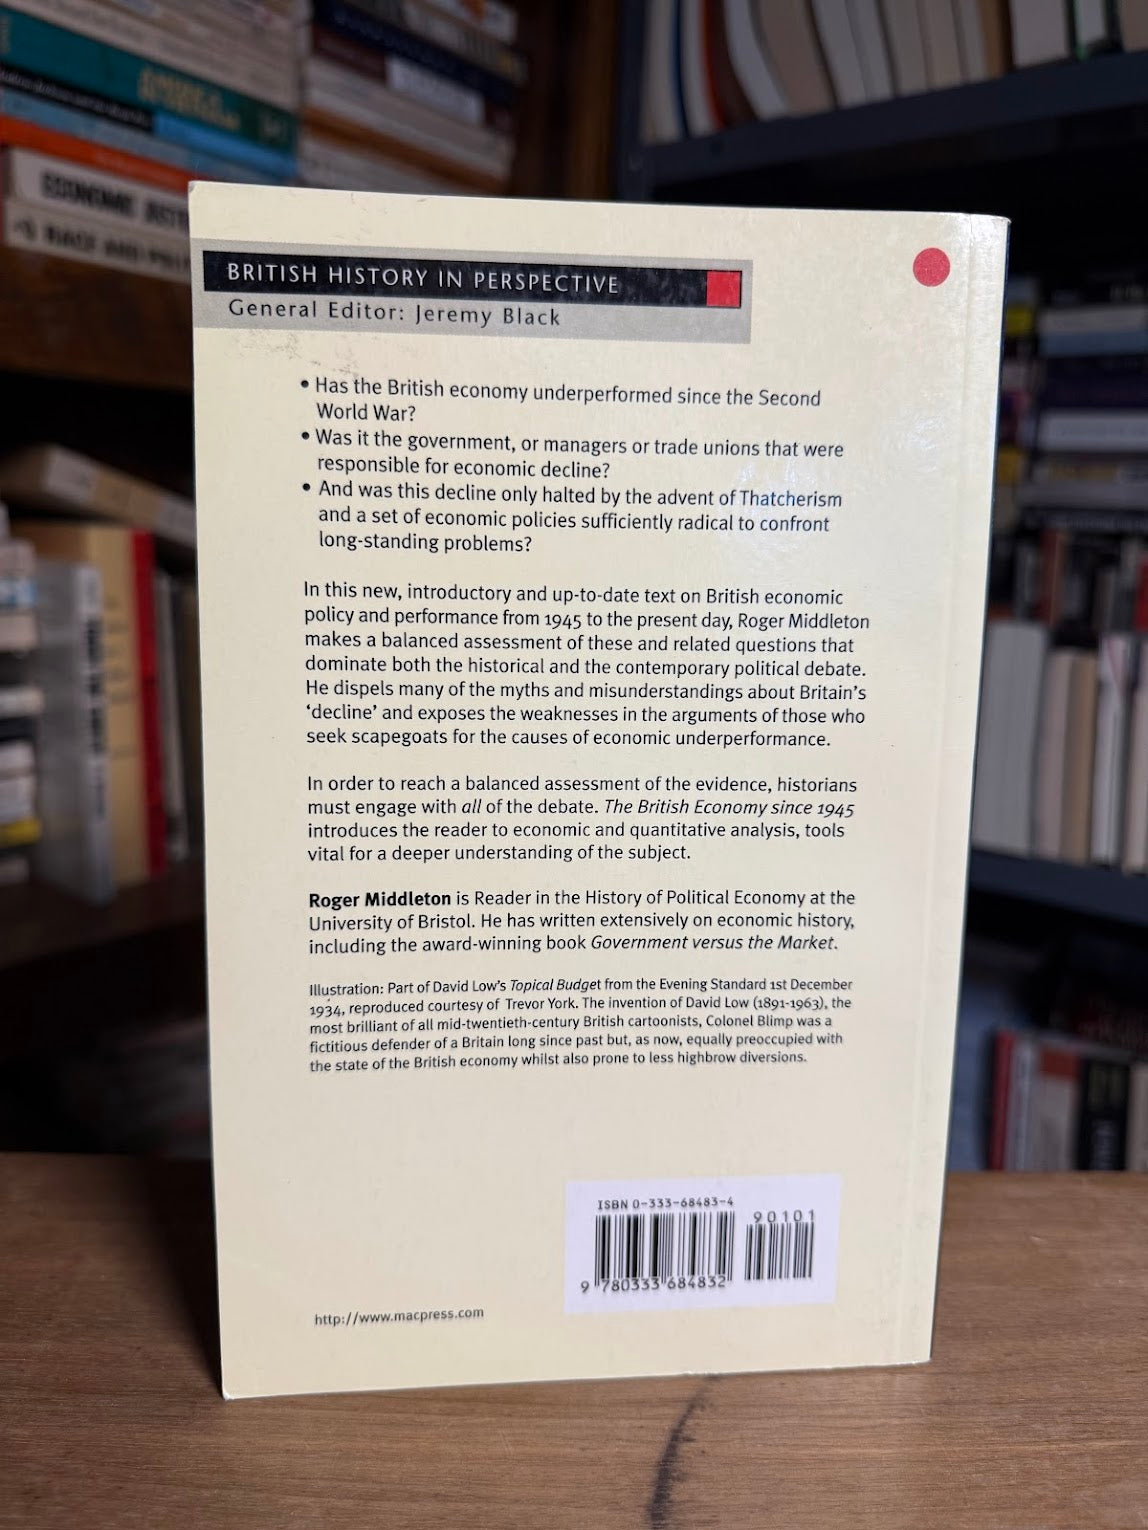 ECONOMIC
RACE AND
BRITISH HISTORY IN PERSPECTIVE
General Editor: Jeremy Black
• Has the British economy underperformed since the Second
World War?
• Was it the government, or managers or trade unions that were
responsible for economic decline?
• And was this decline only halted by the advent of Thatcherism
and a set of economic policies sufficiently radical to confront
long-standing problems?
In this new, introductory and up-to-date text on British economic
policy and performance from 1945 to the present day, Roger Middleton
makes a balanced assessment of these and related questions that
dominate both the historical and the contemporary political debate.
He dispels many of the myths and misunderstandings about Britain's
‘decline’ and exposes the weaknesses in the arguments of those who
seek scapegoats for the causes of economic underperformance.
In order to reach a balanced assessment of the evidence, historians
must engage with all of the debate. The British Economy since 1945
introduces the reader to economic and quantitative analysis, tools
vital for a deeper understanding of the subject.
Roger Middleton is Reader in the History of Political Economy at the
University of Bristol. He has written extensively on economic history,
including the award-winning book Government versus the Market.
Illustration: Part of David Low's Topical Budget from the Evening Standard 1st December
1934, reproduced courtesy of Trevor York. The invention of David Low (1891-1963), the
most brilliant of all mid-twentieth-century British cartoonists, Colonel Blimp was a
fictitious defender of a Britain long since past but, as now, equally preoccupied with
the state of the British economy whilst also prone to less highbrow diversions.
ISBN 0-333-68483-4
90101
9 780333 684832
http://www.macpress.com